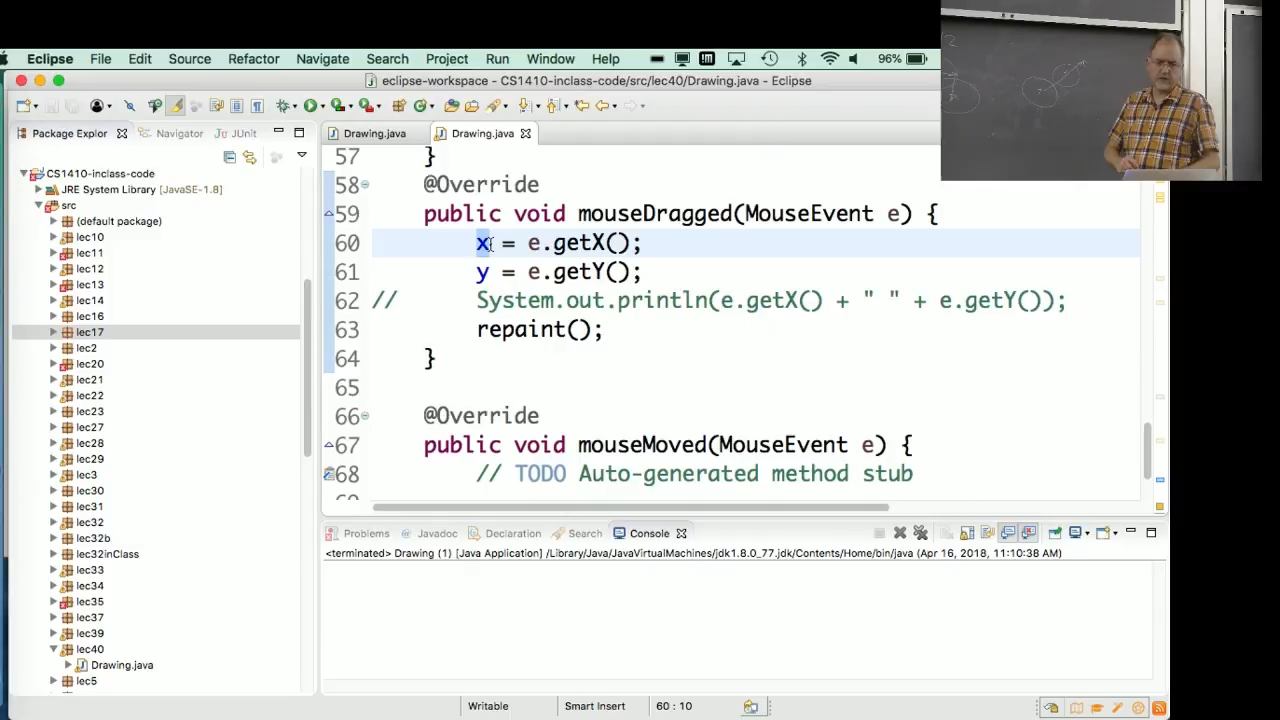 Eclipse File Edit Source Refactor Navigate Search Project Run Window Help 96%
eclipse-workspace - CS1410-inclass-code/src/lec40/Drawing.java - Eclipse
Package Explor Navigator JUnit
Drawing.java Drawing.java
CS1410-inclass-code
JRE System Library [JavaSE-1.8]
src
(default package)
lec10
lec11
lec12
lec13
lec14
lec16
lec17
lec2
lec20
lec21
lec22
lec23
lec27
lec28
lec29
lec3
lec30
lec31
lec32
lec32b
lec32inClass
lec33
lec34
lec35
lec37
lec39
lec40
Drawing.java
lec5
57 }
58 @Override
59 public void mouseDragged(MouseEvent e) {
60 x = e.getX();
61 y = e.getY();
62 // System.out.println(e.getX() + " " + e.getY());
63 repaint();
64 }
65
66 @Override
67 public void mouseMoved(MouseEvent e) {
68 // TODO Auto-generated method stub
Problems Javadoc Declaration Search Console
<terminated> Drawing (1) [Java Application] /Library/Java/JavaVirtualMachines/jdk1.8.0_77.jdk/Contents/Home/bin/java (Apr 16, 2018, 11:10:38 AM)
Writable Smart Insert 60 : 10